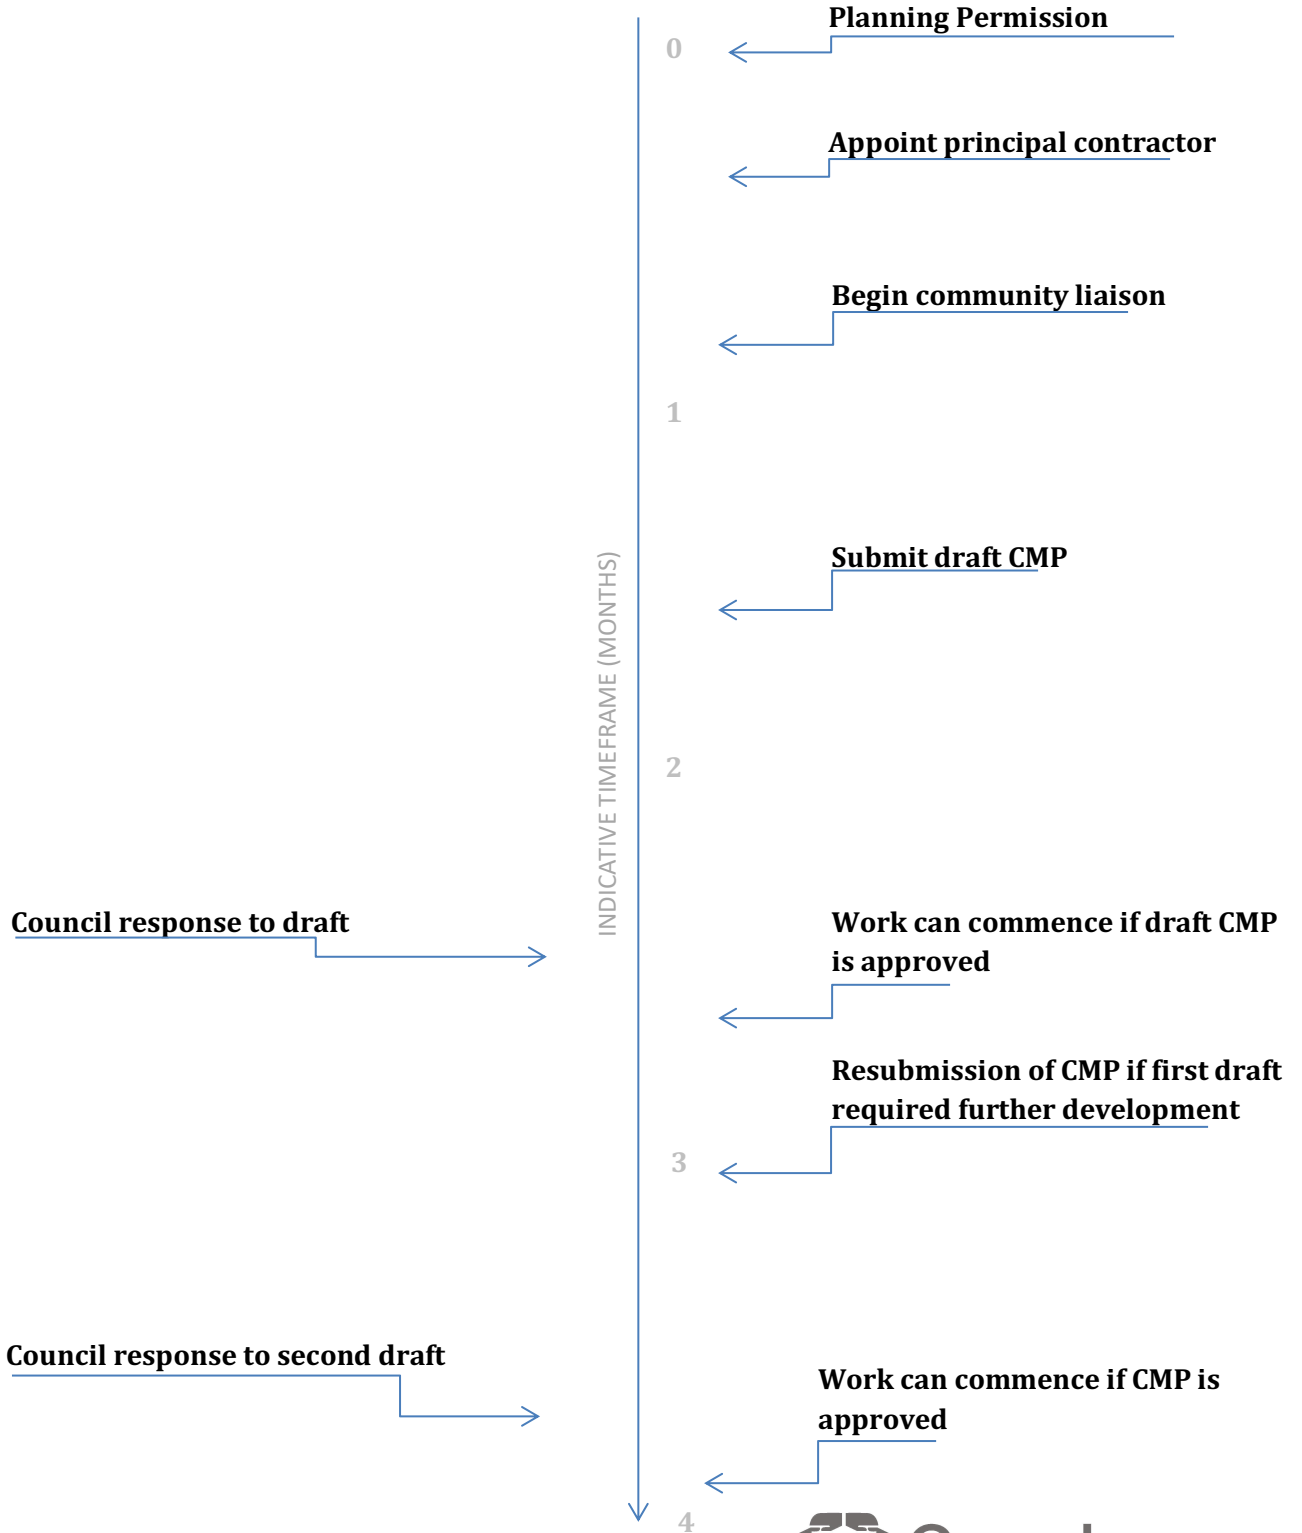 Planning Permission
0
Appoint principal contractor
Begin community liaison
1
Submit draft CMP
INDICATIVE TIMEFRAME (MONTHS)
2
Council response to draft
Work can commence if draft CMP
is approved
Resubmission of CMP if first draft
required further development
3
Council response to second draft
Work can commence if CMP is
approved
4